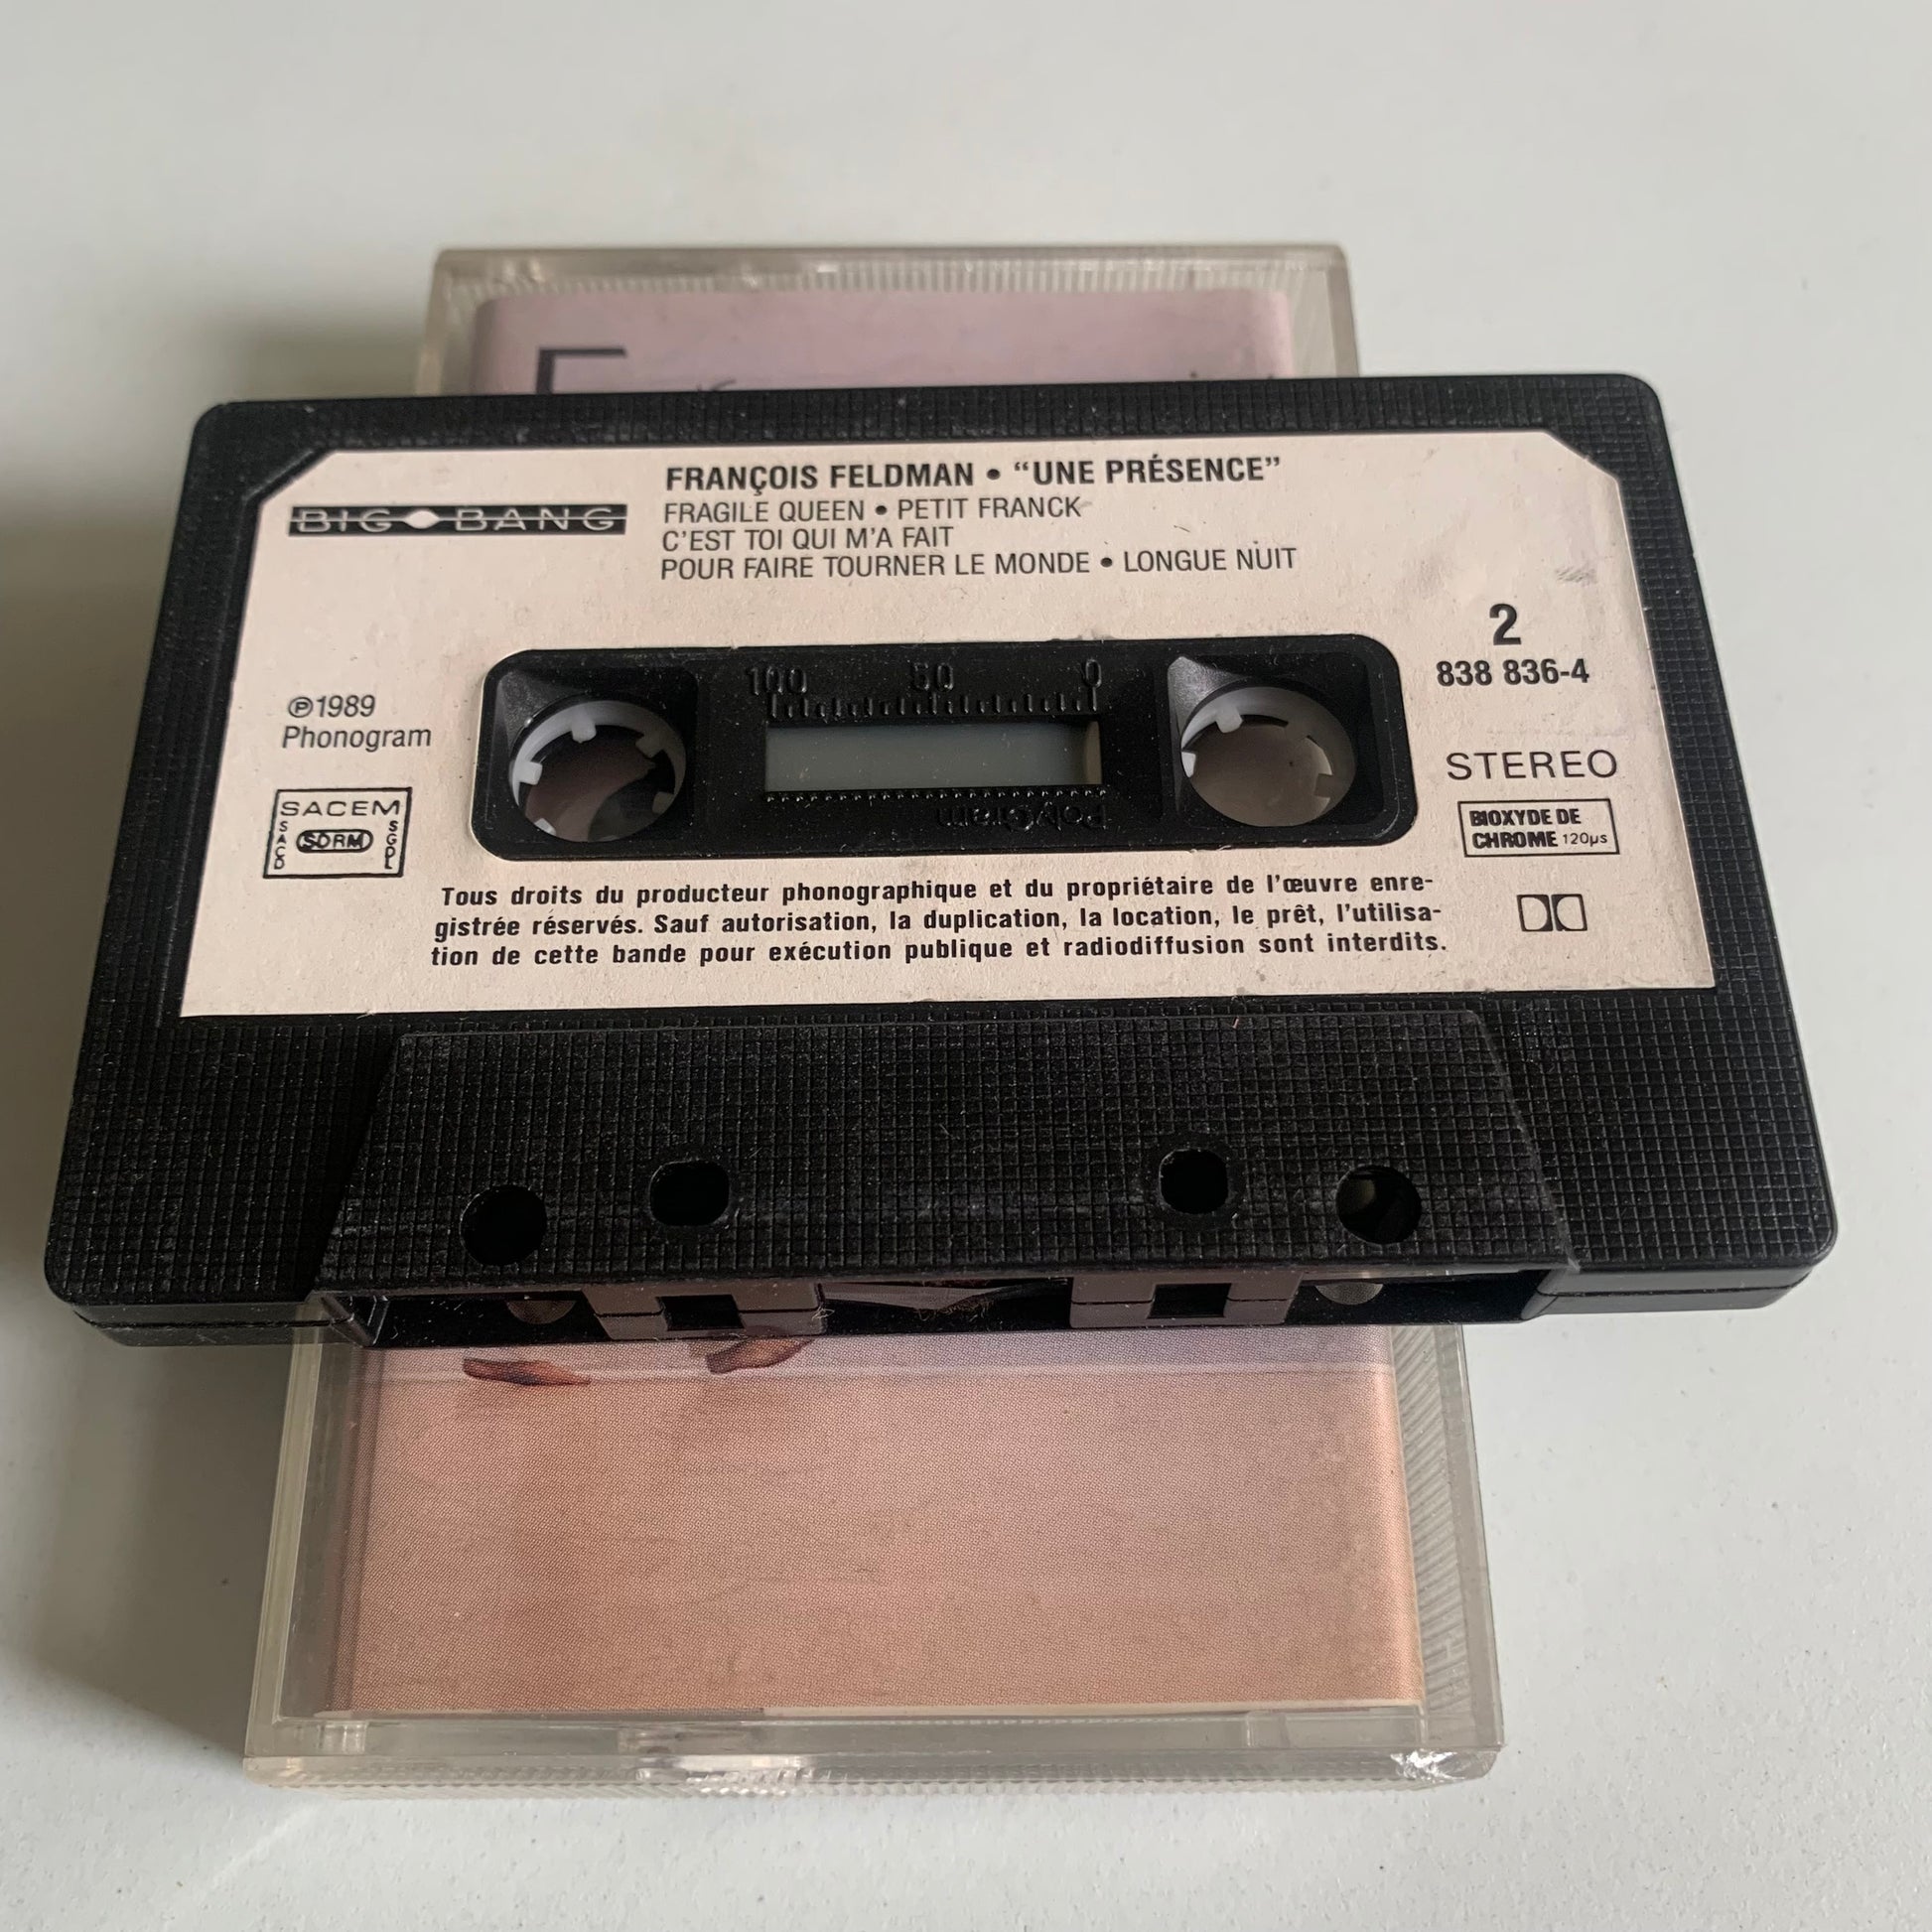 FRANÇOIS FELDMAN • “UNE PRÉSENCE”
BIG BANG
FRAGILE QUEEN • PETIT FRANCK
C'EST TOI QUI M'A FAIT
POUR FAIRE TOURNER LE MONDE • LONGUE NUIT
2
838 836-4
100 50 0
℗1989
Phonogram
STEREO
SACEM
SACD
SDRM
SGDL
PolyGram
BIOXYDE DE
CHROME 120µs
Tous droits du producteur phonographique et du propriétaire de l'œuvre enre-
gistrée réservés. Sauf autorisation, la duplication, la location, le prêt, l'utilisa-
tion de cette bande pour exécution publique et radiodiffusion sont interdits.